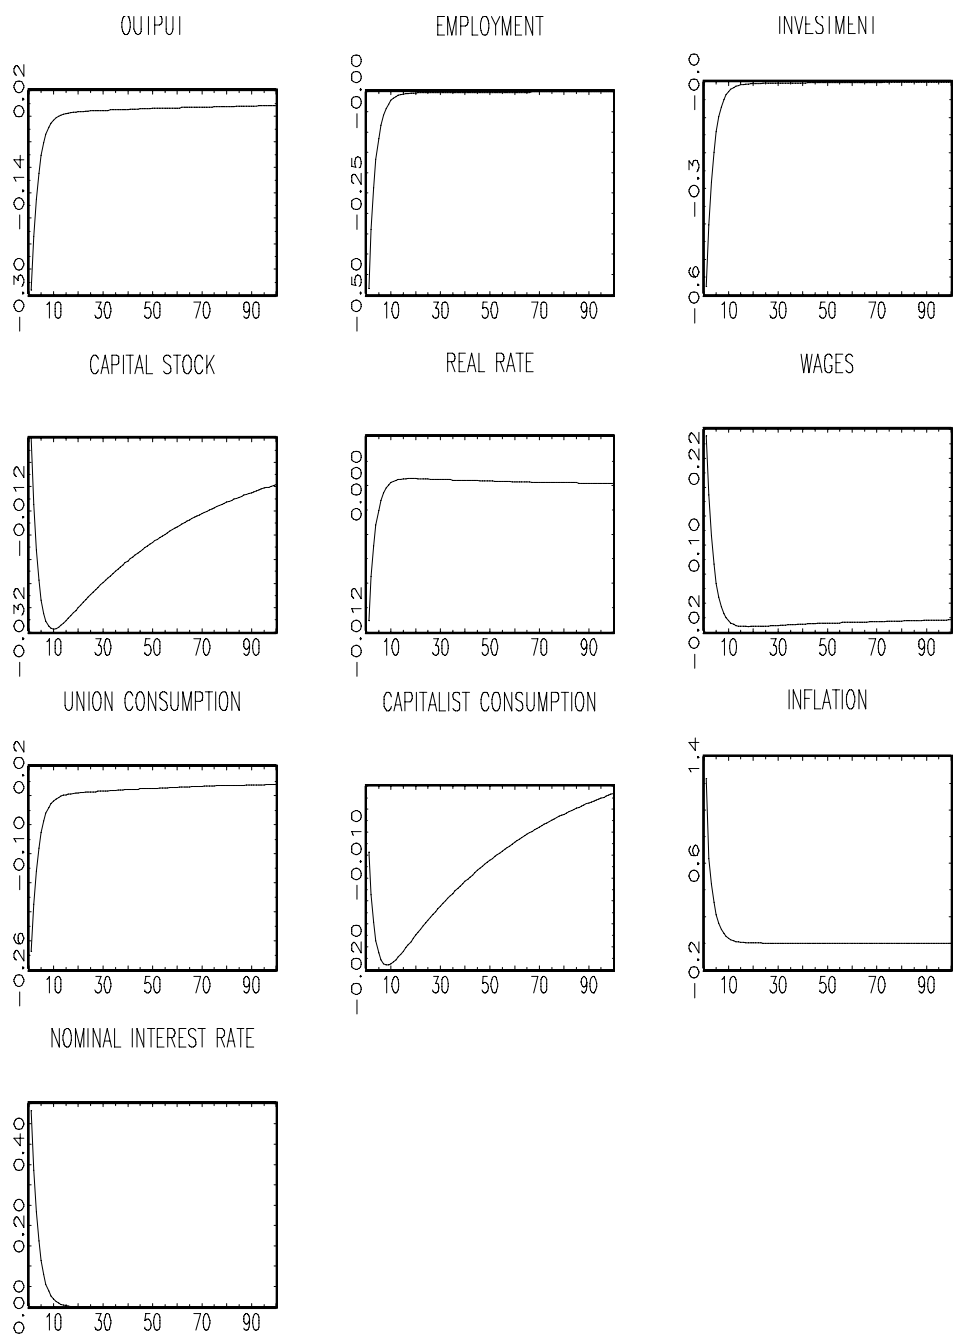 OUTPUT
EMPLOYMENT
INVESTMENT
0.02
-0.14
-0.30
10 30 50 70 90
-0.00
-0.25
-0.50
10 30 50 70 90
-0.0
-0.3
-0.6
10 30 50 70 90
CAPITAL STOCK
REAL RATE
WAGES
-0.012
-0.032
10 30 50 70 90
0.000
-0.012
10 30 50 70 90
0.22
0.10
-0.02
10 30 50 70 90
UNION CONSUMPTION
CAPITALIST CONSUMPTION
INFLATION
0.02
-0.10
-0.26
10 30 50 70 90
-0.010
-0.020
10 30 50 70 90
1.4
0.6
-0.2
10 30 50 70 90
NOMINAL INTEREST RATE
0.40
0.20
0.00
10 30 50 70 90